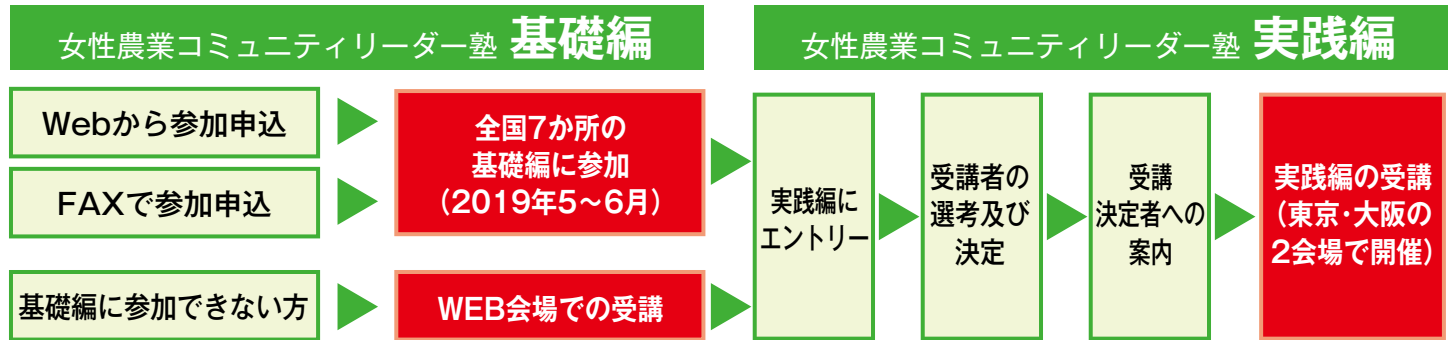 女性農業コミュニティリーダー塾 基礎編
女性農業コミュニティリーダー塾 実践編
Webから参加申込
FAXで参加申込
全国7か所の
基礎編に参加
（2019年5～6月）
基礎編に参加できない方
WEB会場での受講
実践編に
エントリー
受講者の
選考及び
決定
受講
決定者への
案内
実践編の受講
（東京・大阪の
2会場で開催）